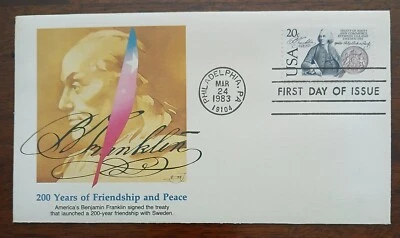 B Franklin
200 Years of Friendship and Peace
America's Benjamin Franklin signed the treaty
that launched a 200-year friendship with Sweden.
PHILADELPHIA, PA
MAR
24
1983
19104
20c
USA
FIRST DAY OF ISSUE